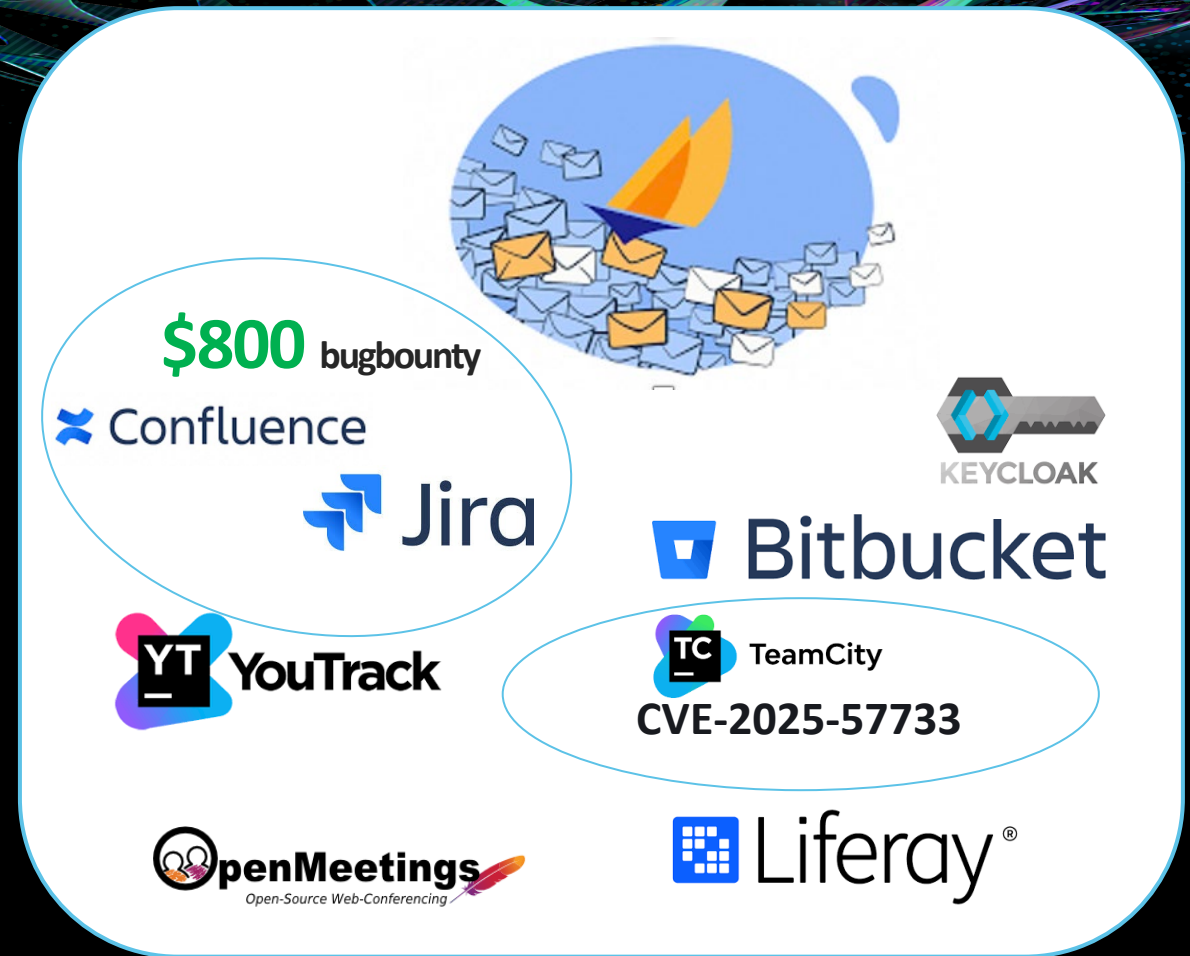 $800 bugbounty
Confluence
Jira
KEYCLOAK
Bitbucket
YT YouTrack
TC TeamCity
CVE-2025-57733
OpenMeetings
Open-Source Web-Conferencing
Liferay®